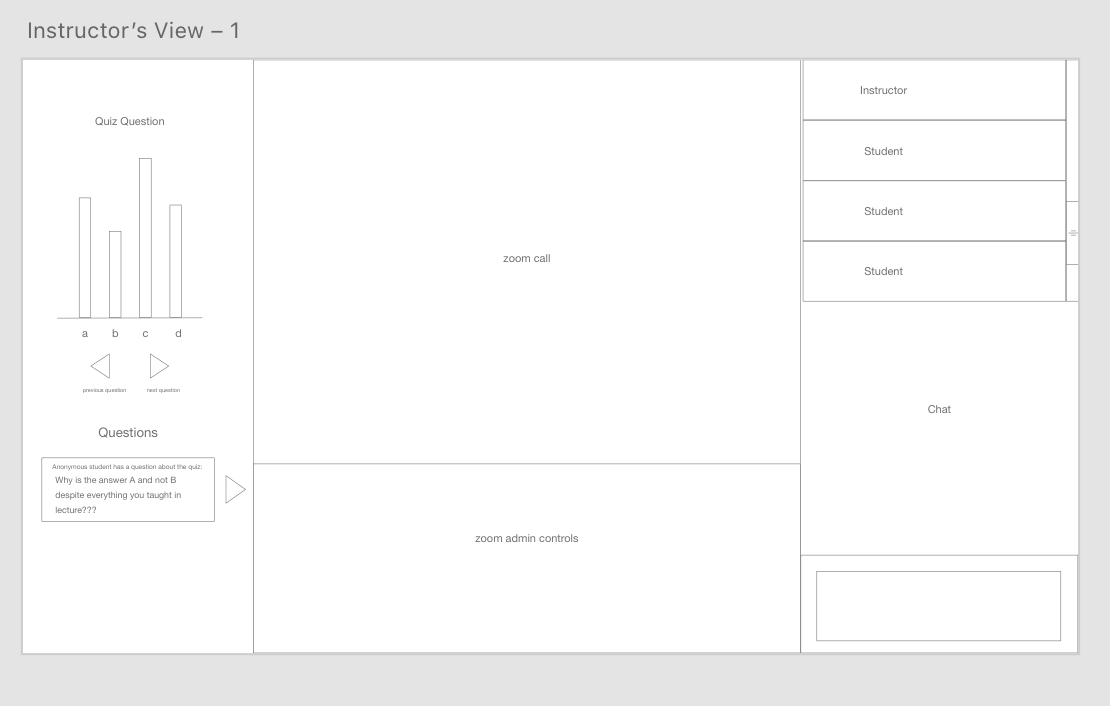 Instructor’s View – 1
Quiz Question
a b c d
previous question next question
Questions
Anonymous student has a question about the quiz:
Why is the answer A and not B
despite everything you taught in
lecture???
zoom call
zoom admin controls
Instructor
Student
Student
Student
Chat